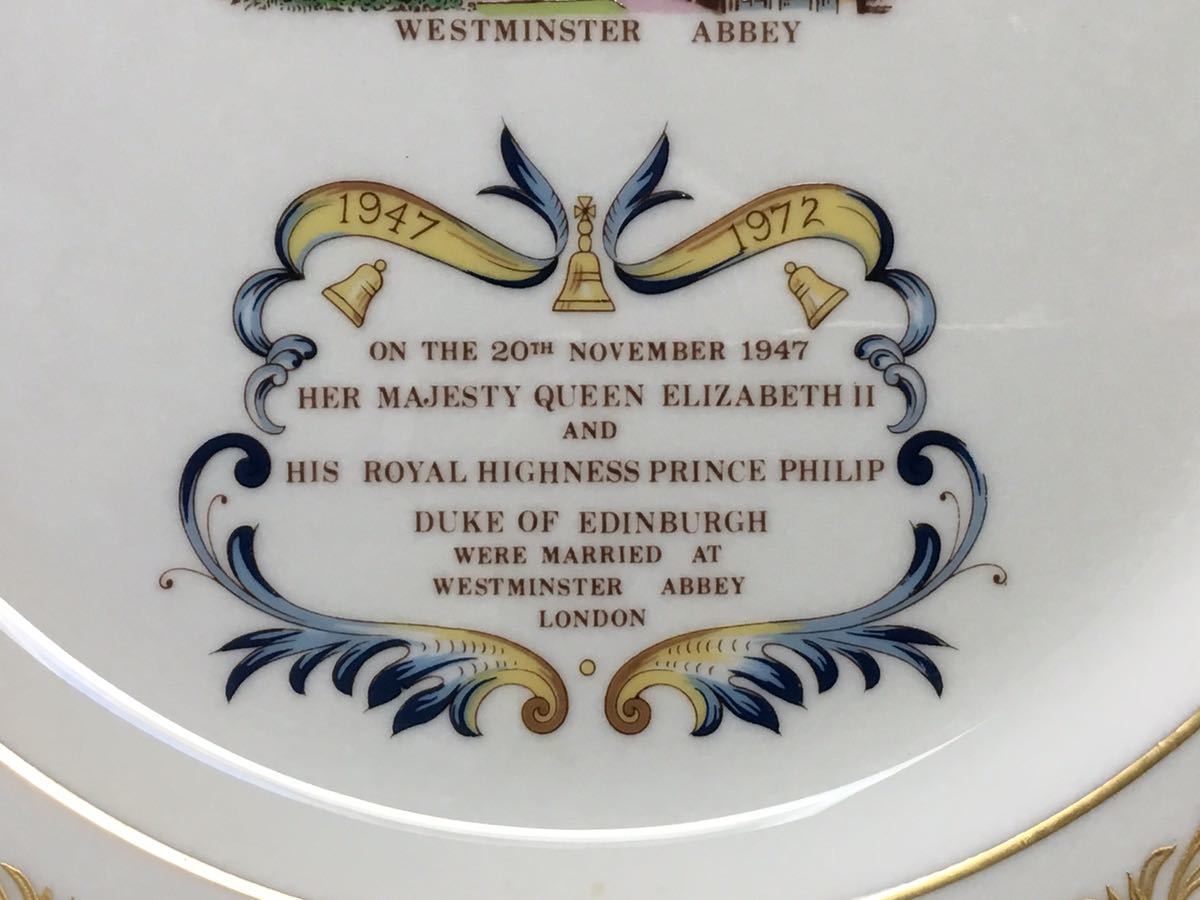 WESTMINSTER ABBEY
1947 1972
ON THE 20TH NOVEMBER 1947
HER MAJESTY QUEEN ELIZABETH II
AND
HIS ROYAL HIGHNESS PRINCE PHILIP
DUKE OF EDINBURGH
WERE MARRIED AT
WESTMINSTER ABBEY
LONDON